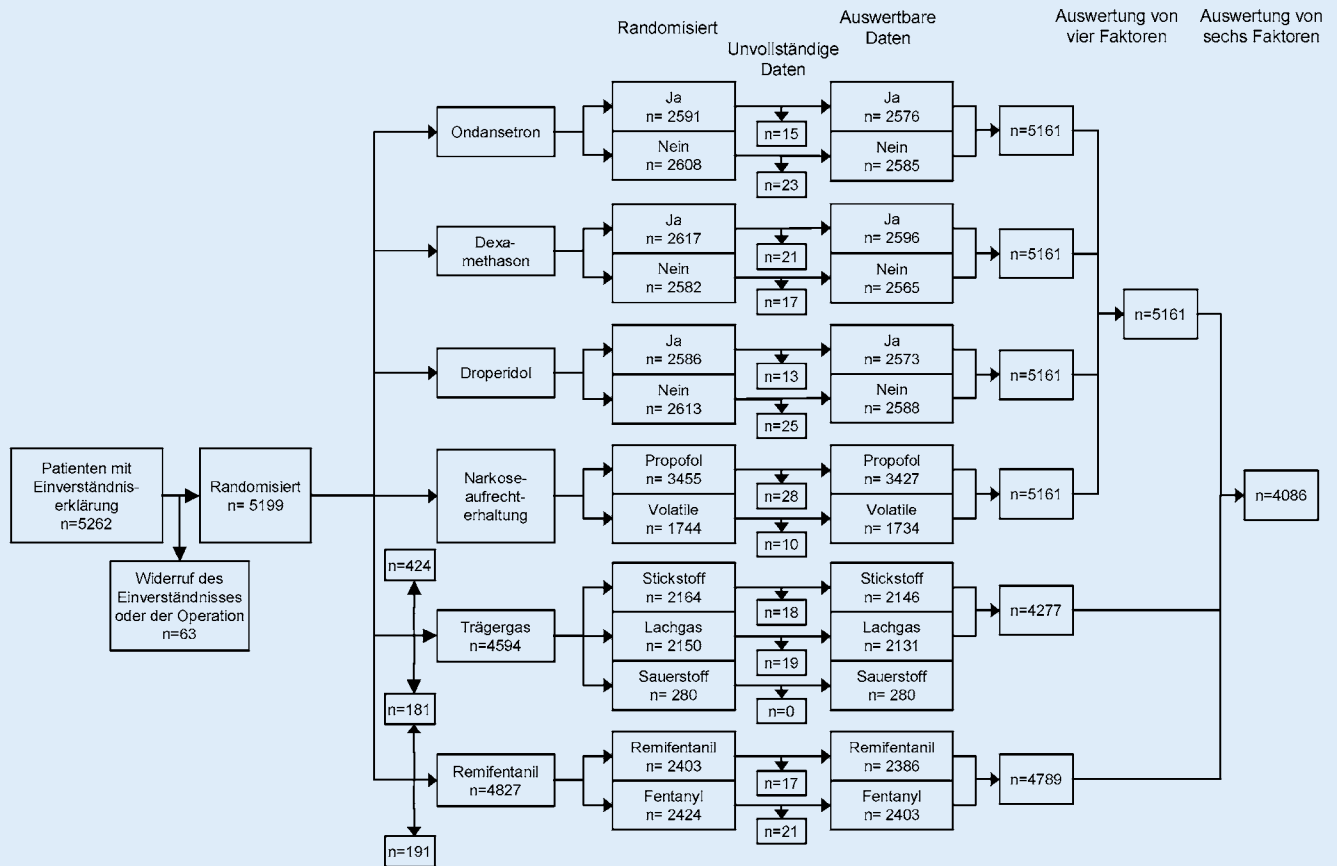 Randomisiert
Unvollständige
Daten
Auswertbare
Daten
Auswertung von
vier Faktoren
Auswertung von
sechs Faktoren
Patienten mit
Einverständnis-
erklärung
n=5262
Widerruf des
Einverständnisses
oder der Operation
n=63
Randomisiert
n= 5199
Ondansetron
Ja
n= 2591
n=15
Ja
n= 2576
Nein
n= 2608
n=23
Nein
n= 2585
n=5161
Dexa-
methason
Ja
n= 2617
n=21
Ja
n= 2596
Nein
n= 2582
n=17
Nein
n= 2565
n=5161
Droperidol
Ja
n= 2586
n=13
Ja
n= 2573
Nein
n= 2613
n=25
Nein
n= 2588
n=5161
Narkose-
aufrecht-
erhaltung
Propofol
n= 3455
n=28
Propofol
n= 3427
Volatile
n= 1744
n=10
Volatile
n= 1734
n=5161
n=5161
n=424
n=181
n=191
Trägergas
n=4594
Stickstoff
n= 2164
n=18
Stickstoff
n= 2146
Lachgas
n= 2150
n=19
Lachgas
n= 2131
Sauerstoff
n= 280
n=0
Sauerstoff
n= 280
n=4277
Remifentanil
n=4827
Remifentanil
n= 2403
n=17
Remifentanil
n= 2386
Fentanyl
n= 2424
n=21
Fentanyl
n= 2403
n=4789
n=4086